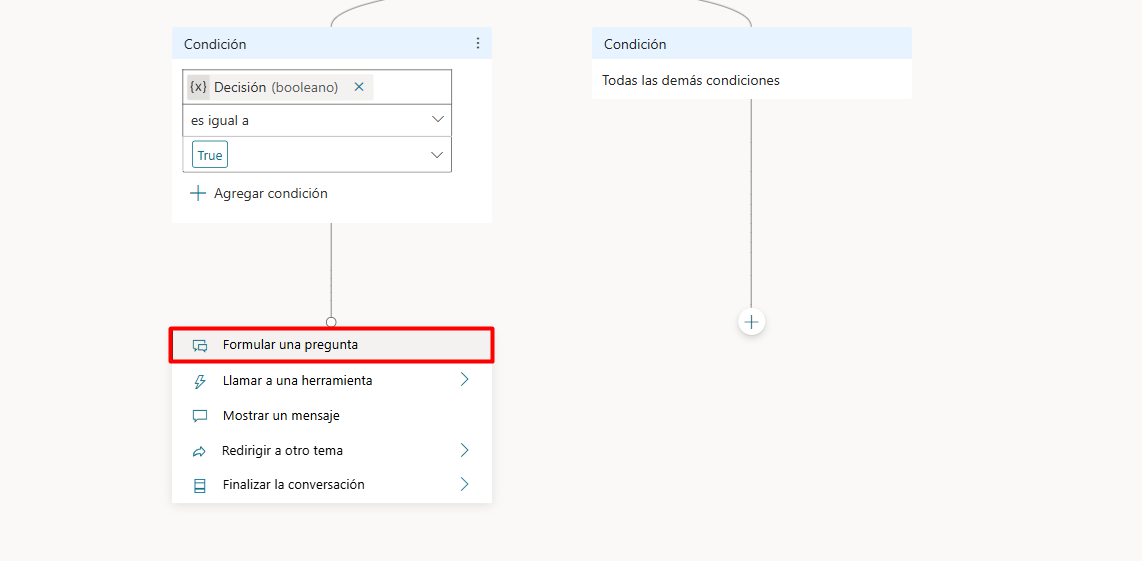 Condición
{x} Decisión (booleano)
es igual a
True
Agregar condición
Formular una pregunta
Llamar a una herramienta
Mostrar un mensaje
Redirigir a otro tema
Finalizar la conversación
Condición
Todas las demás condiciones